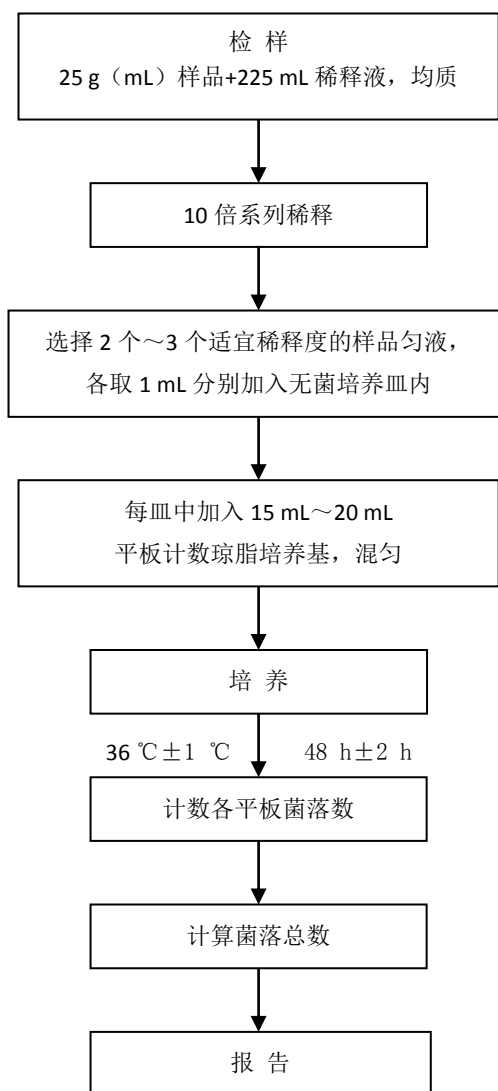 检 样
25 g（mL）样品+225 mL 稀释液，均质
10 倍系列稀释
选择 2 个～3 个适宜稀释度的样品匀液，
各取 1 mL 分别加入无菌培养皿内
每皿中加入 15 mL～20 mL
平板计数琼脂培养基，混匀
培 养
36 ℃±1 ℃ 48 h±2 h
计数各平板菌落数
计算菌落总数
报 告